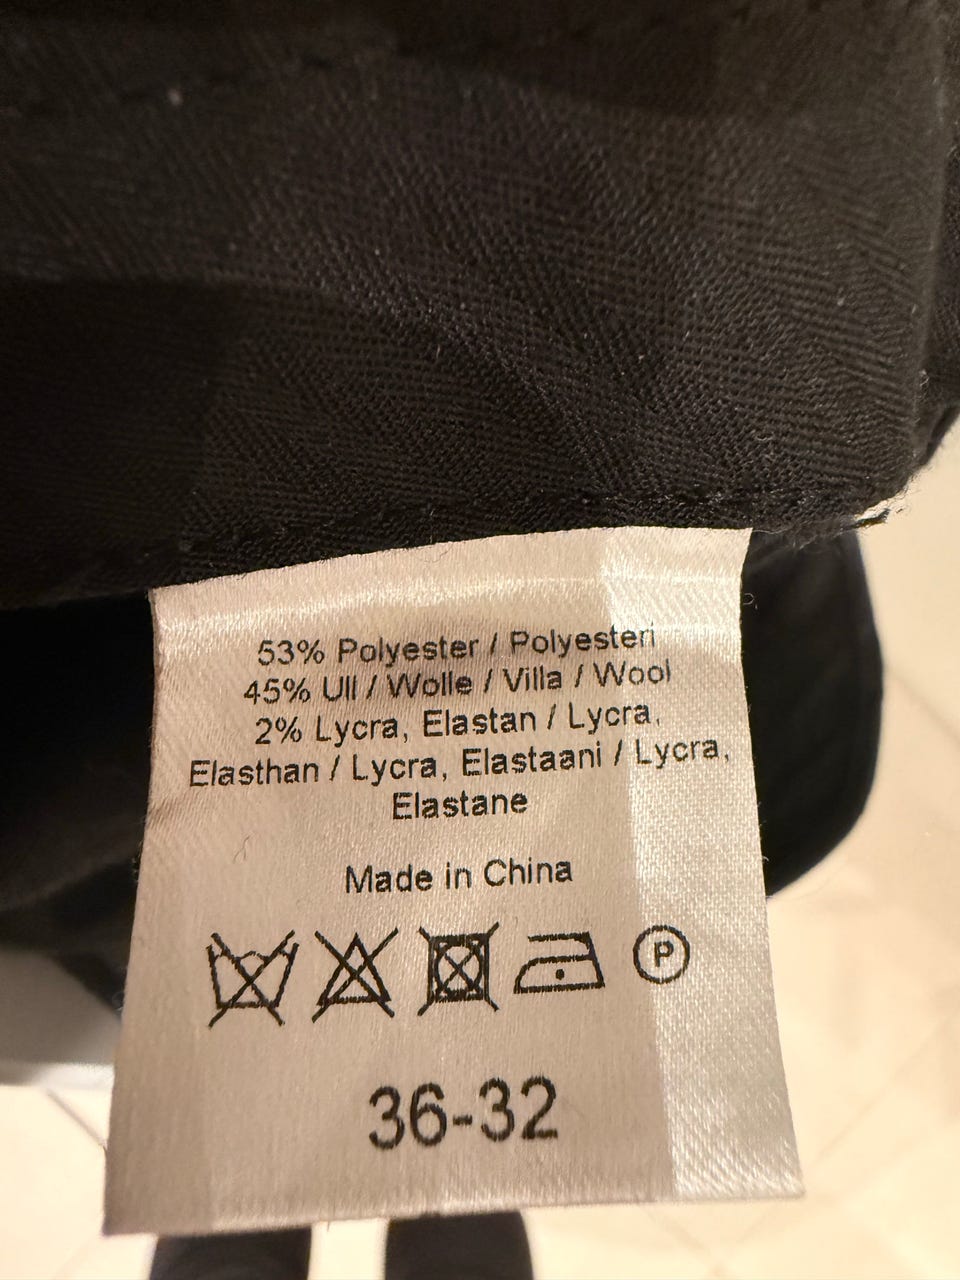 53% Polyester / Polyesteri
45% Ull / Wolle / Villa / Wool
2% Lycra, Elastan / Lycra,
Elasthan / Lycra, Elastaani / Lycra,
Elastane
Made in China
P
36-32